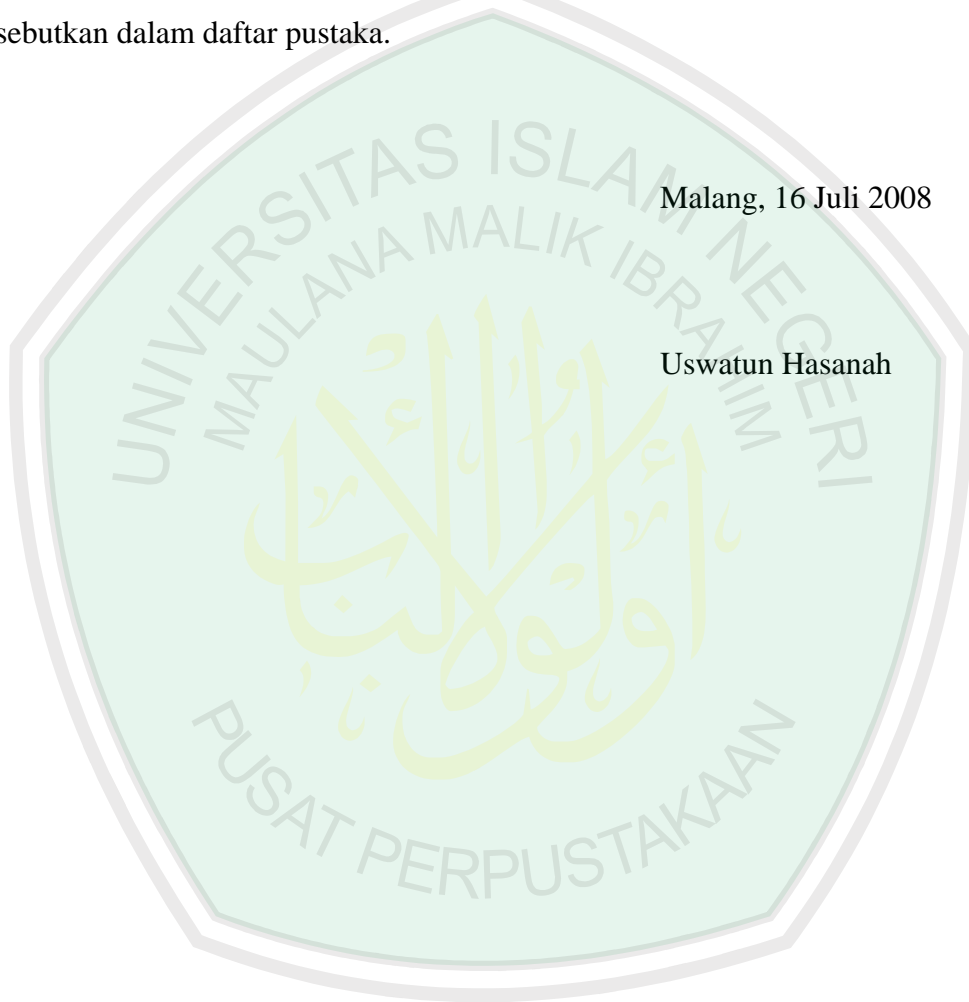 sebutkan dalam daftar pustaka.
Malang, 16 Juli 2008
Uswatun Hasanah
UNIVERSITAS ISLAM NEGERI
MAULANA MALIK IBRAHIM
PUSAT PERPUSTAKAAN